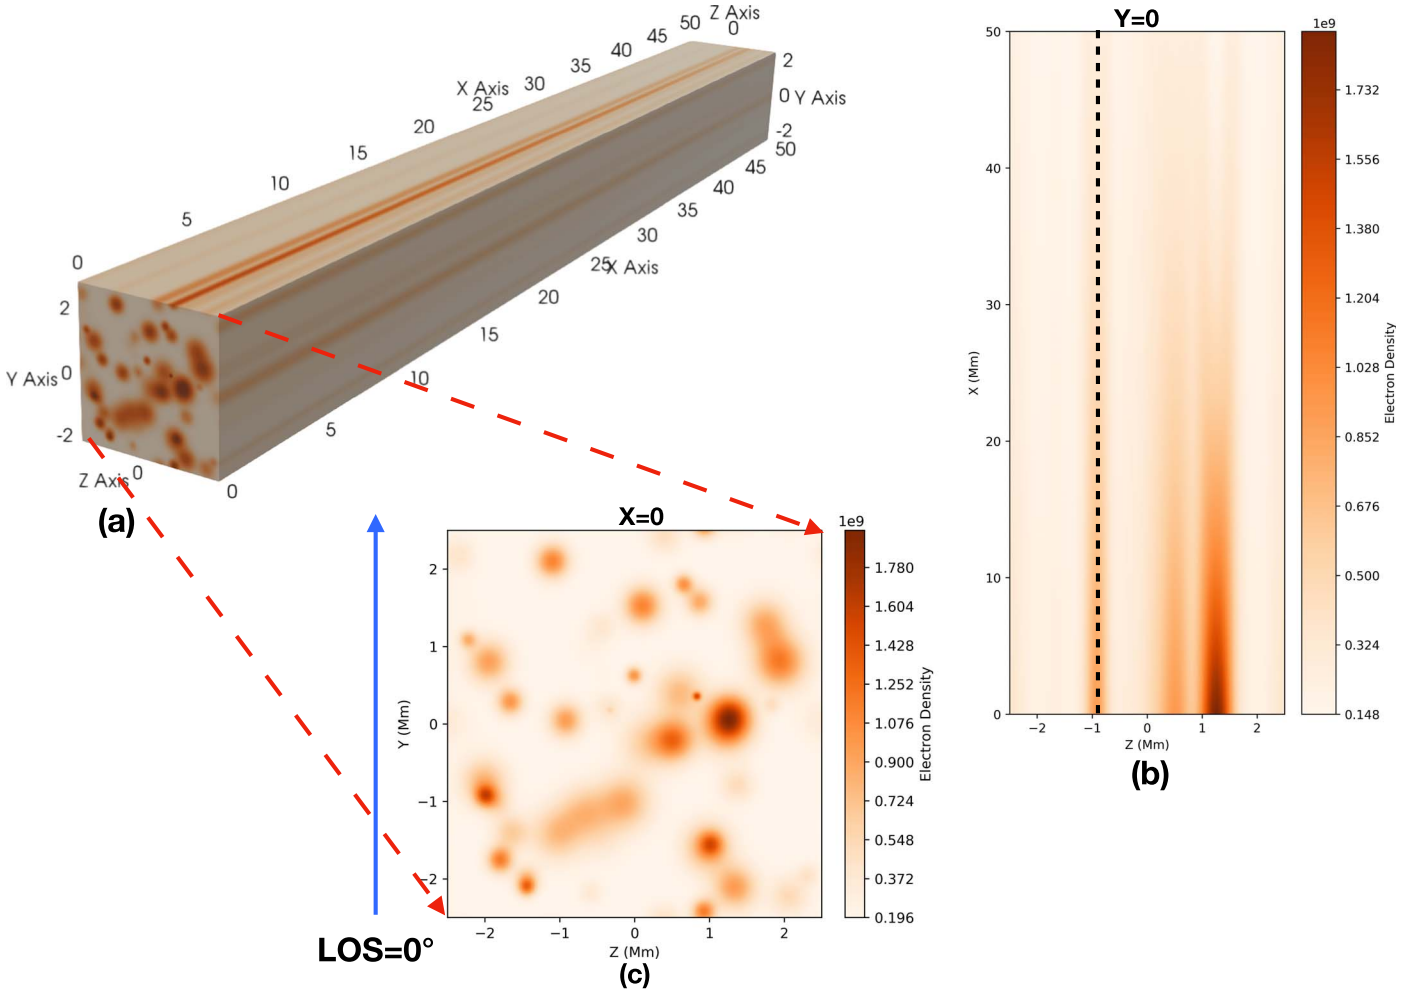 Z Axis
0
50
45
40
35
30
X Axis
25
20
15
10
5
0
2
0 Y Axis
-2
50
45
40
35
30
25
X Axis
20
15
10
5
0
2
Y Axis 0
-2
Z Axis 0
(a)
Y=0
1e9
50
40
30
20
10
0
X (Mm)
−2 −1 0 1 2
Z (Mm)
1.732
1.556
1.380
1.204
1.028
0.852
0.676
0.500
0.324
0.148
Electron Density
(b)
X=0
1e9
2
1
0
−1
−2
Y (Mm)
−2 −1 0 1 2
Z (Mm)
1.780
1.604
1.428
1.252
1.076
0.900
0.724
0.548
0.372
0.196
Electron Density
LOS=0°
(c)